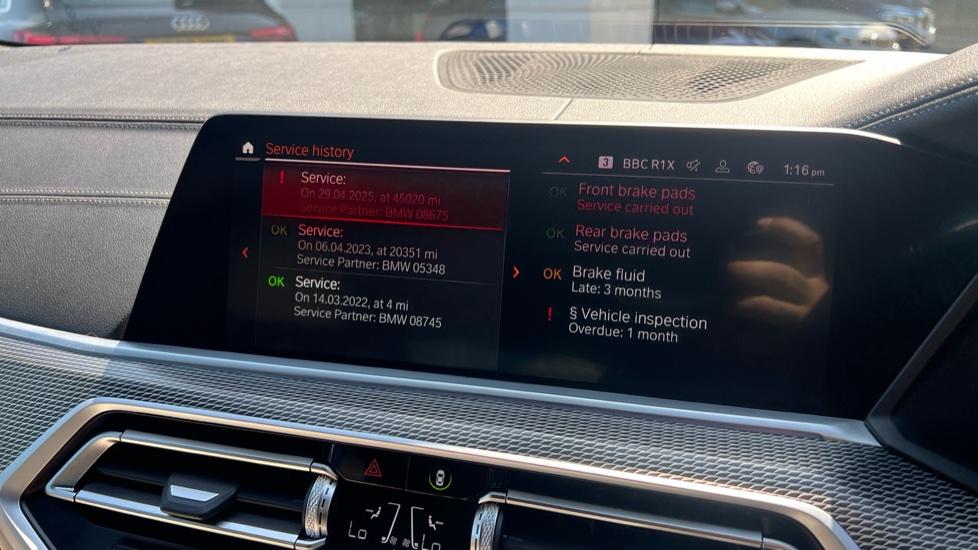 Service history
3 BBC R1X 1:16 pm
! Service:
On 29.04.2025, at 45020 mi
Service Partner: BMW 08675
OK Service:
On 06.04.2023, at 20351 mi
Service Partner: BMW 05348
OK Service:
On 14.03.2022, at 4 mi
Service Partner: BMW 08745
OK Front brake pads
Service carried out
OK Rear brake pads
Service carried out
OK Brake fluid
Late: 3 months
! § Vehicle inspection
Overdue: 1 month
Lo Lo